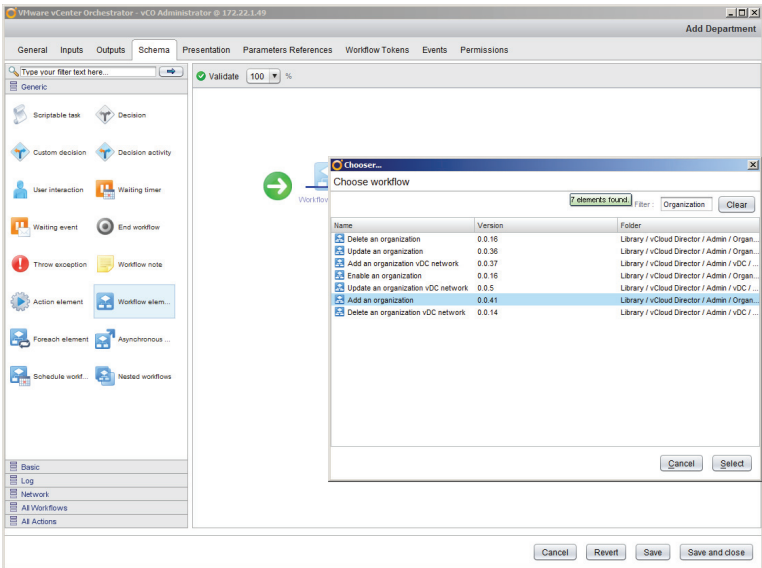 VMware vCenter Orchestrator - vCO Administrator @ 172.22.1.49
Add Department
General Inputs Outputs Schema Presentation Parameters References Workflow Tokens Events Permissions
Type your filter text here...
Validate 100 %
Generic
Scriptable task Decision
Custom decision Decision activity
User interaction Waiting timer
Waiting event End workflow
Throw exception Workflow note
Action element Workflow elem...
Foreach element Asynchronous ...
Schedule workf... Nested workflows
Basic
Log
Network
All Workflows
All Actions
Workflow
Chooser...
Choose workflow
7 elements found. Filter : Organization Clear
Name Version Folder
Delete an organization 0.0.16 Library / vCloud Director / Admin / Organ...
Update an organization 0.0.36 Library / vCloud Director / Admin / Organ...
Add an organization vDC network 0.0.37 Library / vCloud Director / Admin / vDC / ...
Enable an organization 0.0.16 Library / vCloud Director / Admin / Organ...
Update an organization vDC network 0.0.5 Library / vCloud Director / Admin / vDC / ...
Add an organization 0.0.41 Library / vCloud Director / Admin / Organ...
Delete an organization vDC network 0.0.14 Library / vCloud Director / Admin / vDC / ...
Cancel Select
Cancel Revert Save Save and close